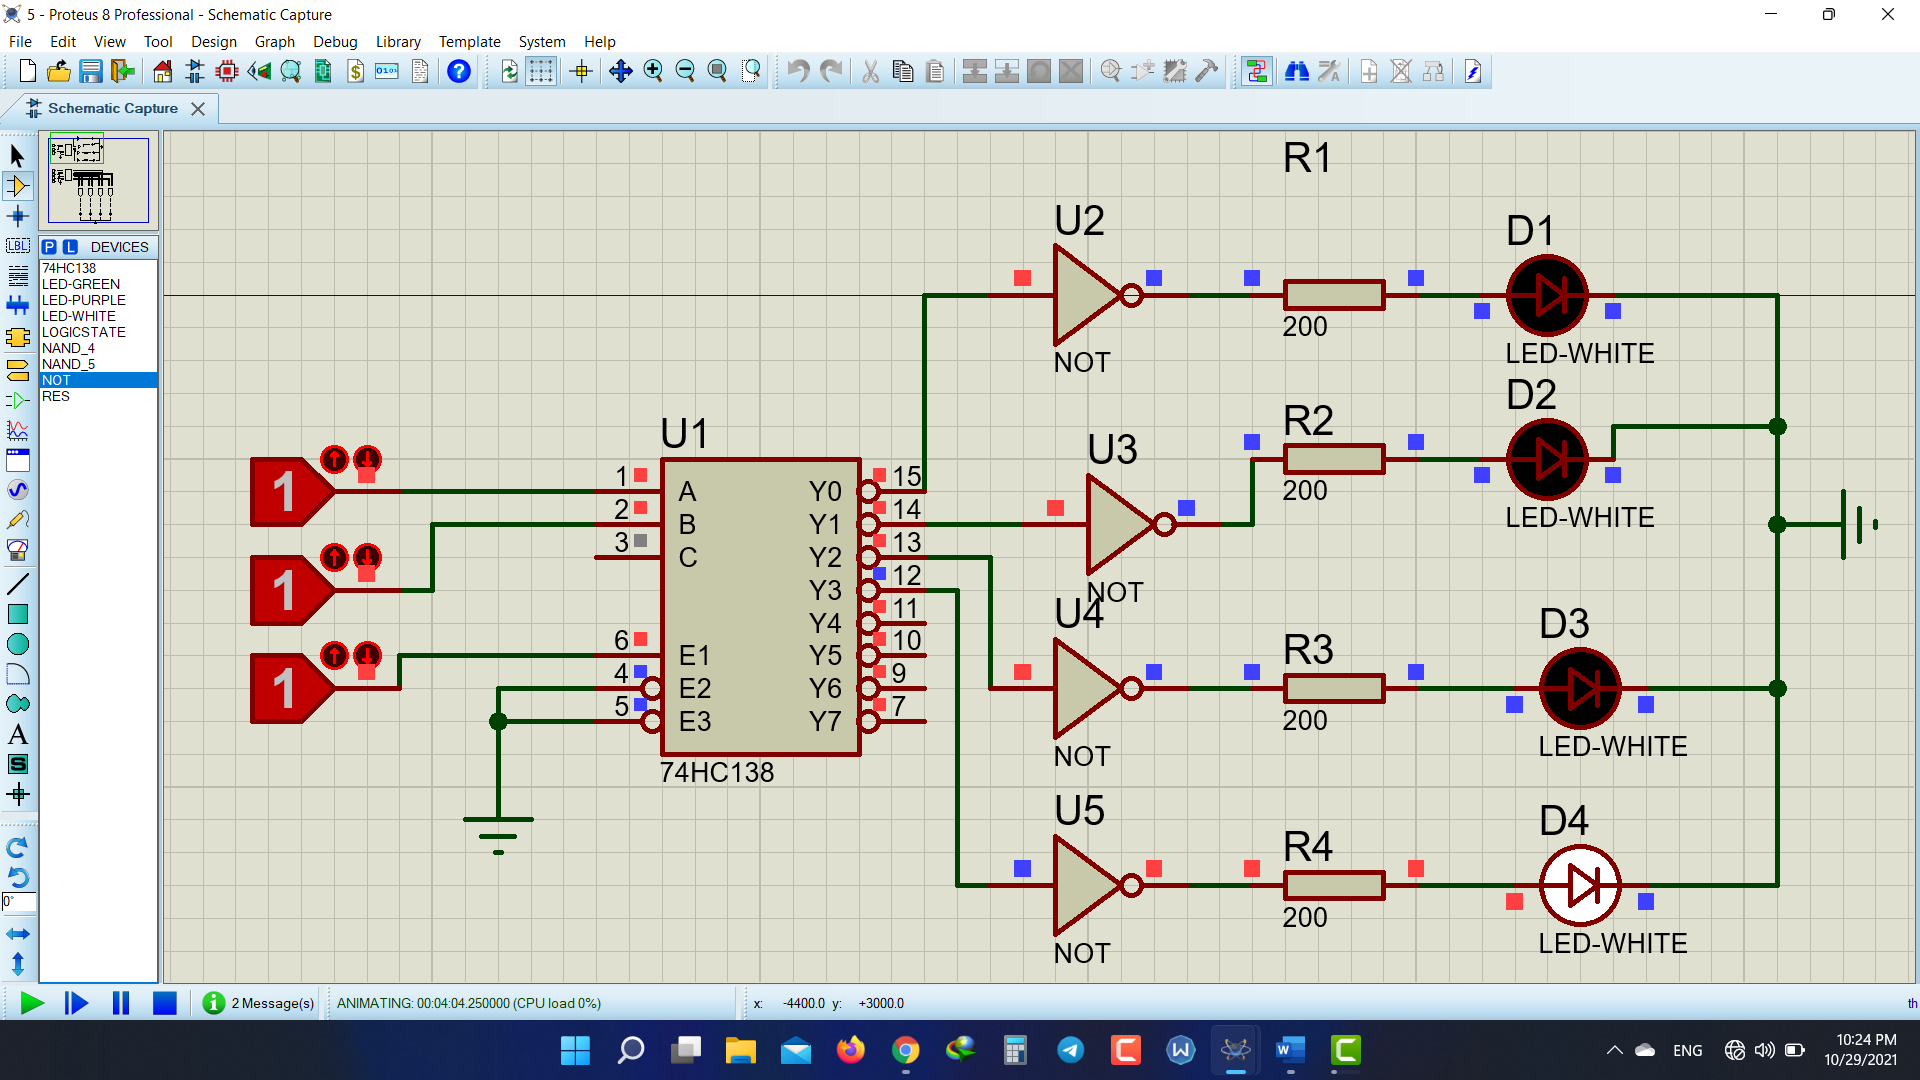 5 - Proteus 8 Professional - Schematic Capture
File Edit View Tool Design Graph Debug Library Template System Help
Schematic Capture
P L DEVICES
74HC138
LED-GREEN
LED-PURPLE
LED-WHITE
LOGICSTATE
NAND_4
NAND_5
NOT
RES
LBL
A
S
0°
R1
U2
NOT
200
D1
LED-WHITE
U3
NOT
R2
200
D2
LED-WHITE
U1
1
1
1
1 A
2 B
3 C
6 E1
4 E2
5 E3
Y0 15
Y1 14
Y2 13
Y3 12
Y4 11
Y5 10
Y6 9
Y7 7
74HC138
U4
NOT
R3
200
D3
LED-WHITE
U5
NOT
R4
200
D4
LED-WHITE
2 Message(s) ANIMATING: 00:04:04.250000 (CPU load 0%) x: -4400.0 y: +3000.0 th
ENG
10:24 PM
10/29/2021